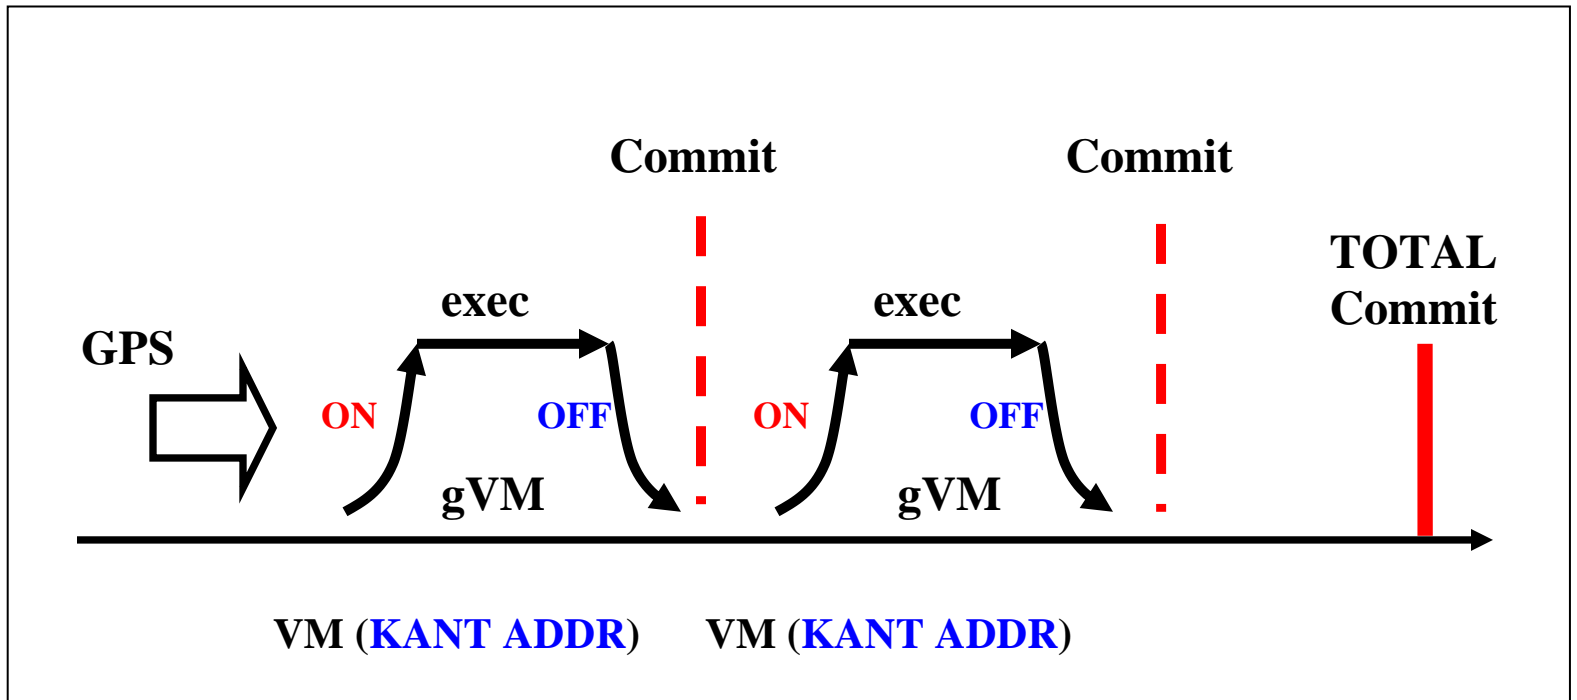 Commit
Commit
TOTAL
Commit
exec
exec
GPS
ON
OFF
ON
OFF
gVM
gVM
VM (KANT ADDR)
VM (KANT ADDR)